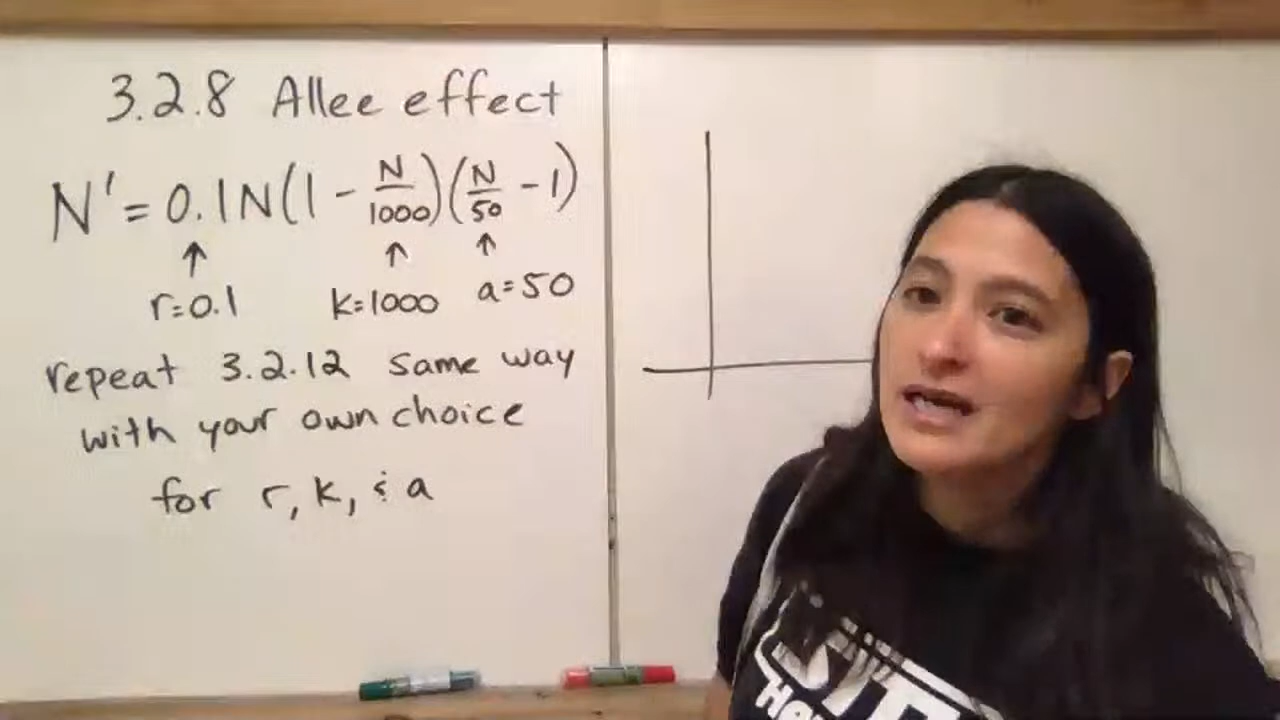 3.2.8 Allee effect
N' = 0.1N(1 - N/1000)(N/50 - 1)
↑ ↑ ↑
r=0.1 k=1000 a=50
repeat 3.2.12 same way
with your own choice
for r, k, & a